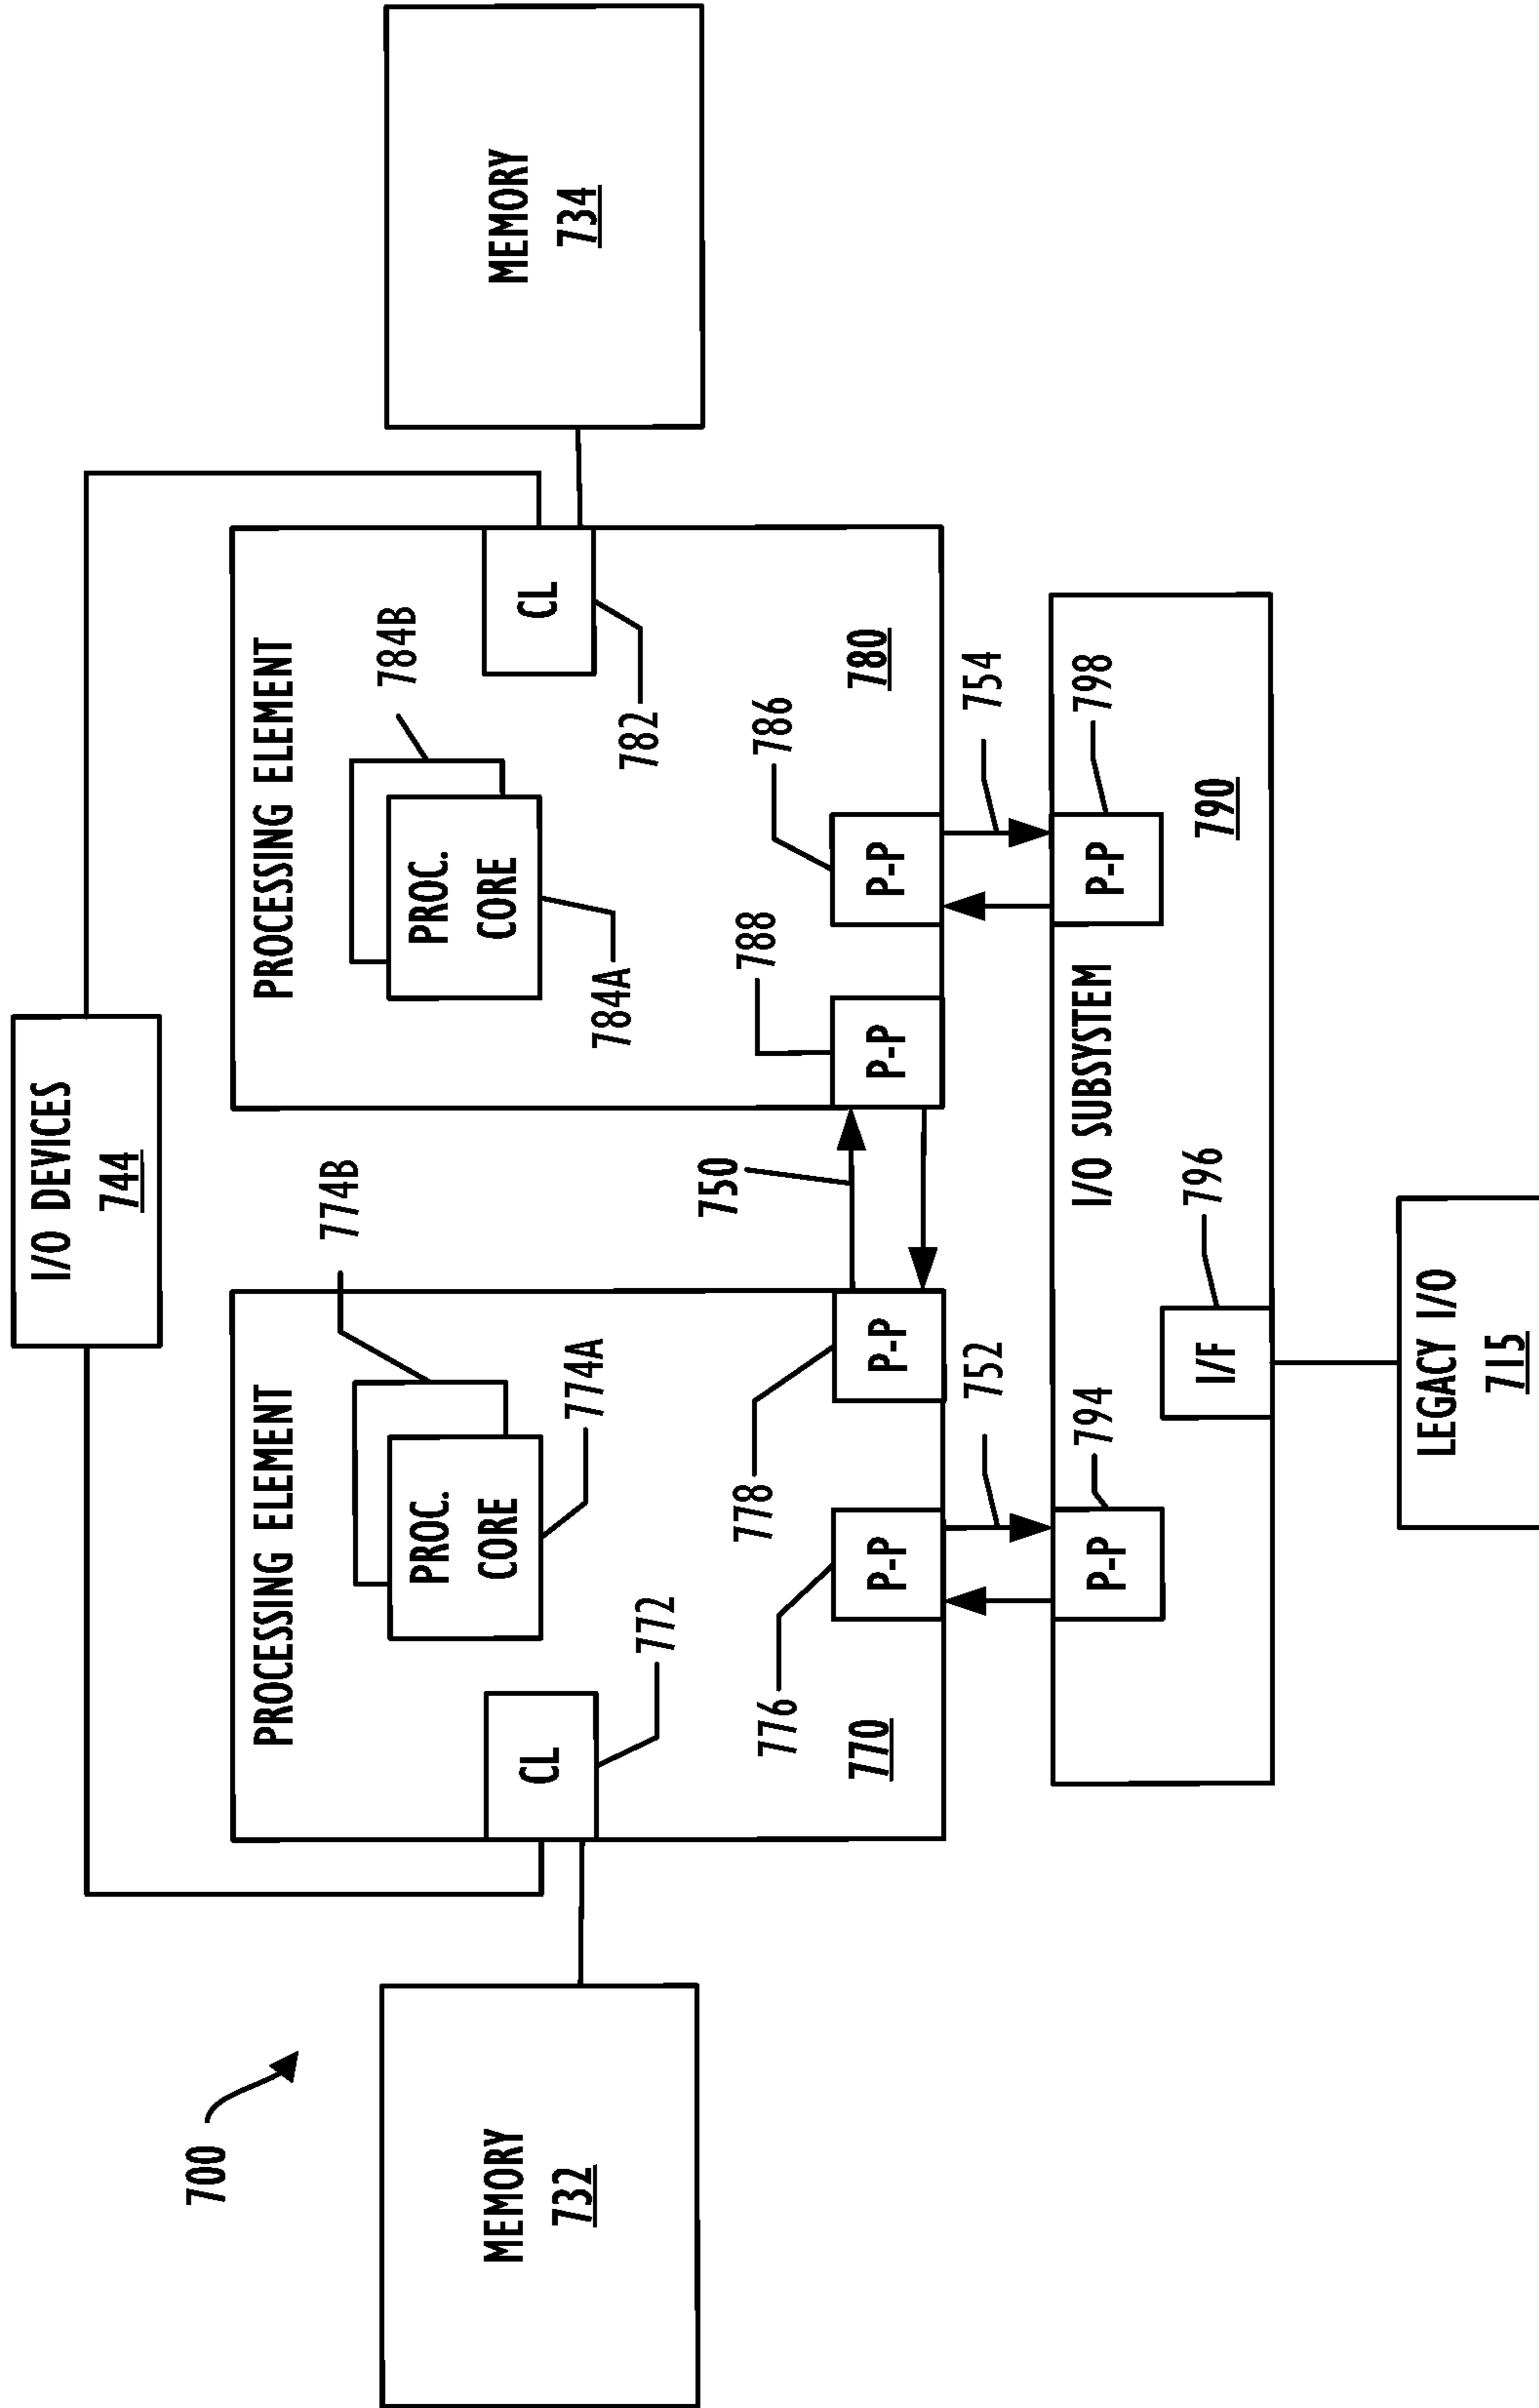 700
I/O DEVICES
744
MEMORY
732
PROCESSING ELEMENT
774B
PROC.
CORE
774A
CL
772
776
P-P
778
P-P
770
750
PROCESSING ELEMENT
784B
PROC.
CORE
784A
CL
782
788
P-P
786
P-P
780
MEMORY
734
752
754
794
P-P
I/O SUBSYSTEM
798
P-P
796
I/F
790
LEGACY I/O
715